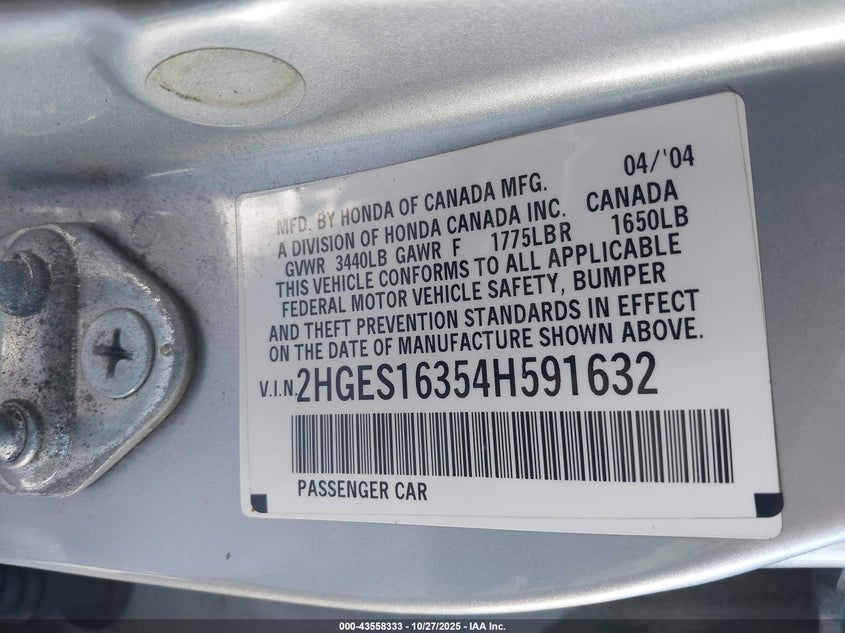 04/'04
MFD. BY HONDA OF CANADA MFG.
A DIVISION OF HONDA CANADA INC. CANADA
GVWR 3440LB GAWR F 1775LB R 1650LB
THIS VEHICLE CONFORMS TO ALL APPLICABLE
FEDERAL MOTOR VEHICLE SAFETY, BUMPER
AND THEFT PREVENTION STANDARDS IN EFFECT
ON THE DATE OF MANUFACTURE SHOWN ABOVE.
V.I.N. 2HGES16354H591632
PASSENGER CAR
000-43558333 | 10/27/2025 | IAA Inc.